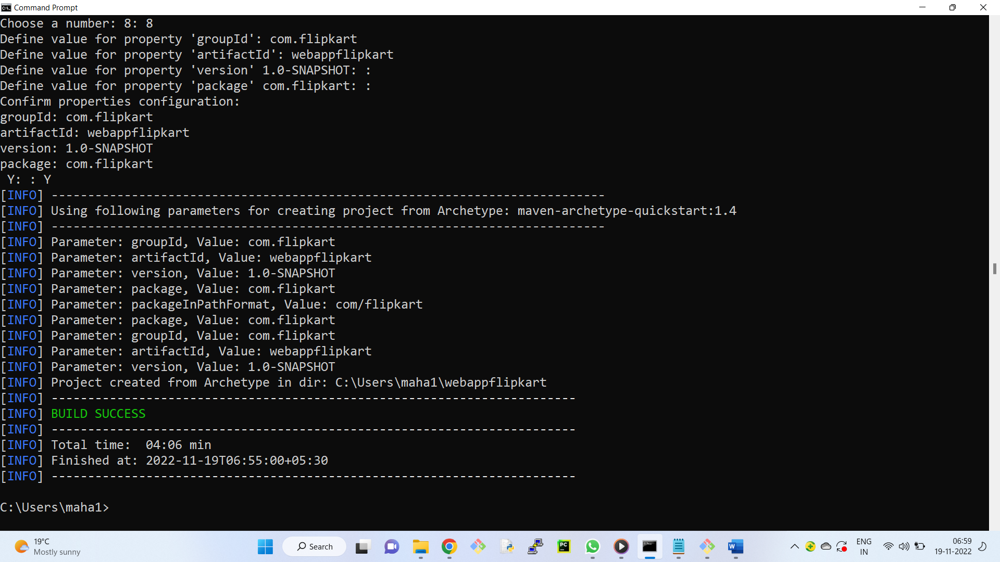 Command Prompt
Choose a number: 8: 8
Define value for property 'groupId': com.flipkart
Define value for property 'artifactId': webappflipkart
Define value for property 'version' 1.0-SNAPSHOT: :
Define value for property 'package' com.flipkart: :
Confirm properties configuration:
groupId: com.flipkart
artifactId: webappflipkart
version: 1.0-SNAPSHOT
package: com.flipkart
 Y: : Y
[INFO] ----------------------------------------------------------------------------
[INFO] Using following parameters for creating project from Archetype: maven-archetype-quickstart:1.4
[INFO] ----------------------------------------------------------------------------
[INFO] Parameter: groupId, Value: com.flipkart
[INFO] Parameter: artifactId, Value: webappflipkart
[INFO] Parameter: version, Value: 1.0-SNAPSHOT
[INFO] Parameter: package, Value: com.flipkart
[INFO] Parameter: packageInPathFormat, Value: com/flipkart
[INFO] Parameter: package, Value: com.flipkart
[INFO] Parameter: groupId, Value: com.flipkart
[INFO] Parameter: artifactId, Value: webappflipkart
[INFO] Parameter: version, Value: 1.0-SNAPSHOT
[INFO] Project created from Archetype in dir: C:\Users\maha1\webappflipkart
[INFO] ------------------------------------------------------------------------
[INFO] BUILD SUCCESS
[INFO] ------------------------------------------------------------------------
[INFO] Total time:  04:06 min
[INFO] Finished at: 2022-11-19T06:55:00+05:30
[INFO] ------------------------------------------------------------------------
C:\Users\maha1>
19°C
Mostly sunny
Search
PC
W
ENG
IN
06:59
19-11-2022